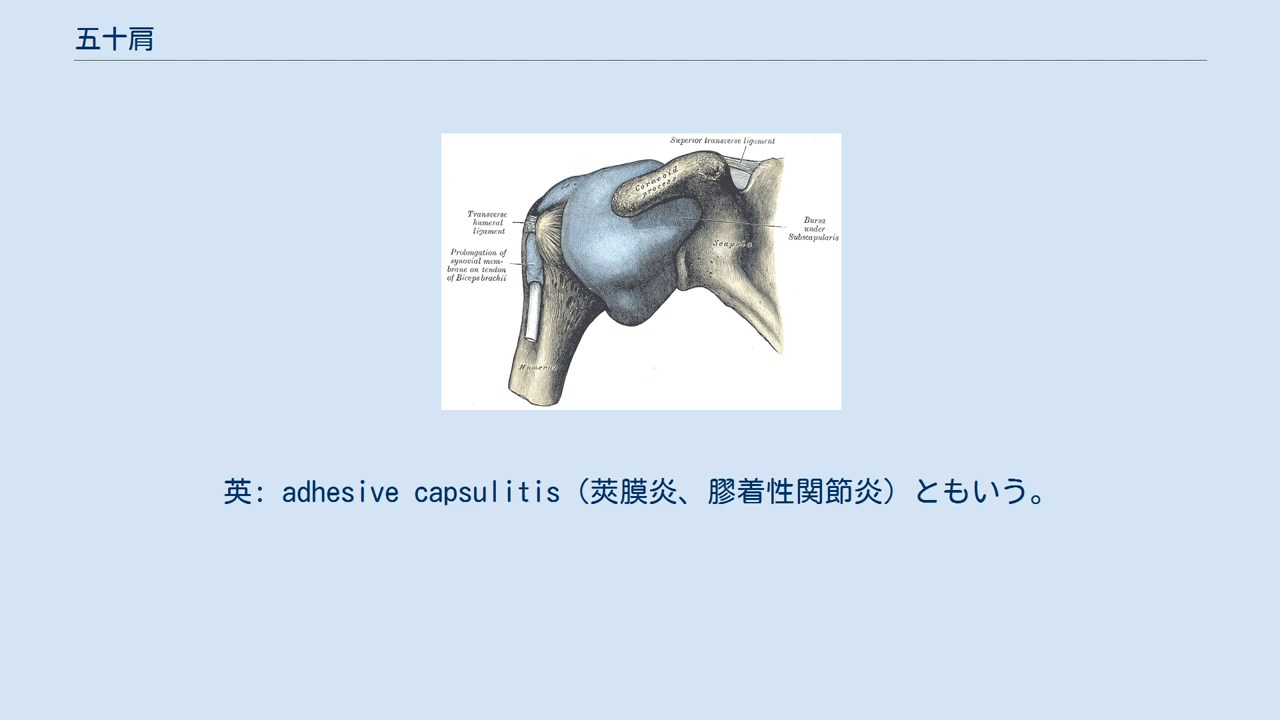 五十肩
Superior transverse ligament
Coracoid
process
Transverse
humeral
ligament
Bursa
under
Subscapularis
Scapula
Prolongation of
synovial mem-
brane on tendon
of Biceps brachii
Humerus
英: adhesive capsulitis（莢膜炎、膠着性関節炎）ともいう。